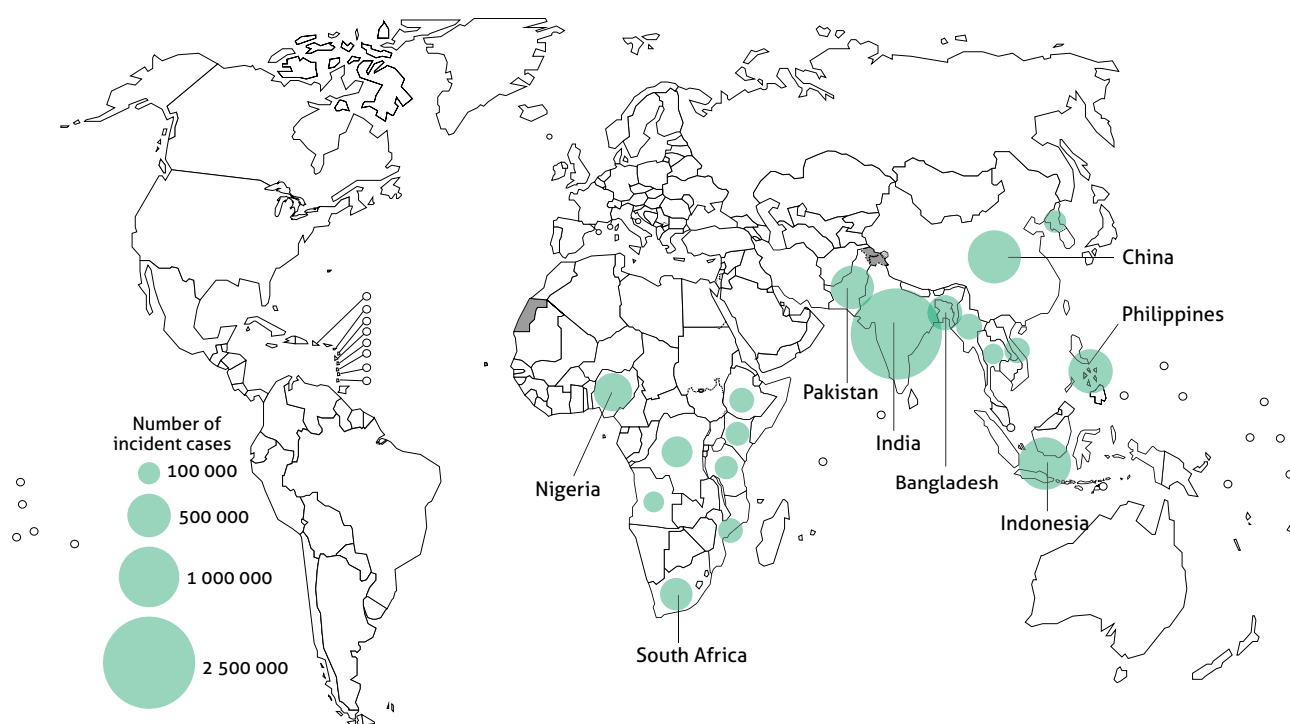 China
Philippines
Pakistan
India
Bangladesh
Nigeria
Indonesia
South Africa
Number of
incident cases
100 000
500 000
1 000 000
2 500 000